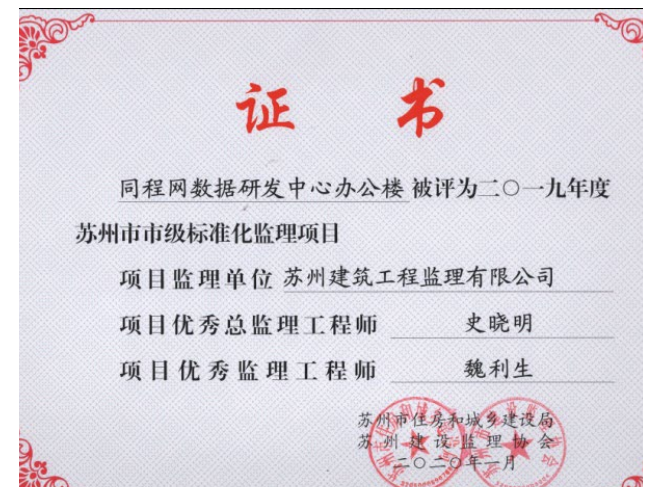 证 书
同程网数据研发中心办公楼 被评为二〇一九年度
苏州市市级标准化监理项目
项目监理单位 苏州建筑工程监理有限公司
项目优秀总监理工程师 史晓明
项目优秀监理工程师 魏利生
苏州市住房和城乡建设局
苏州建设监理协会
二〇二〇年一月